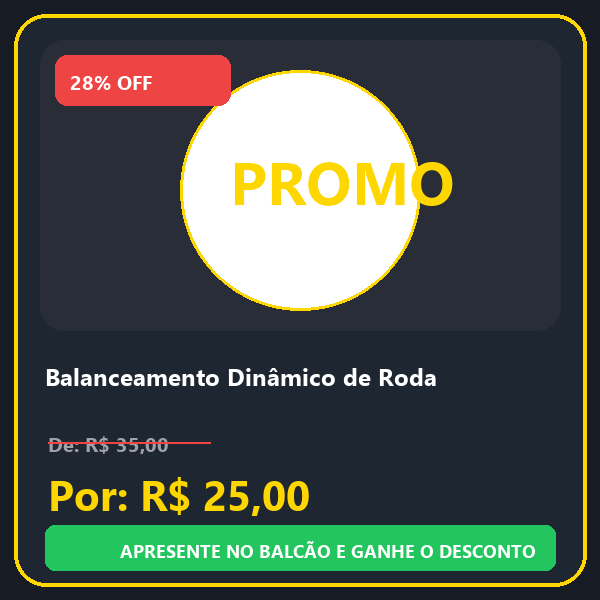 28% OFF
PROMO
Balanceamento Dinâmico de Roda
De: R$ 35,00
Por: R$ 25,00
APRESENTE NO BALCÃO E GANHE O DESCONTO